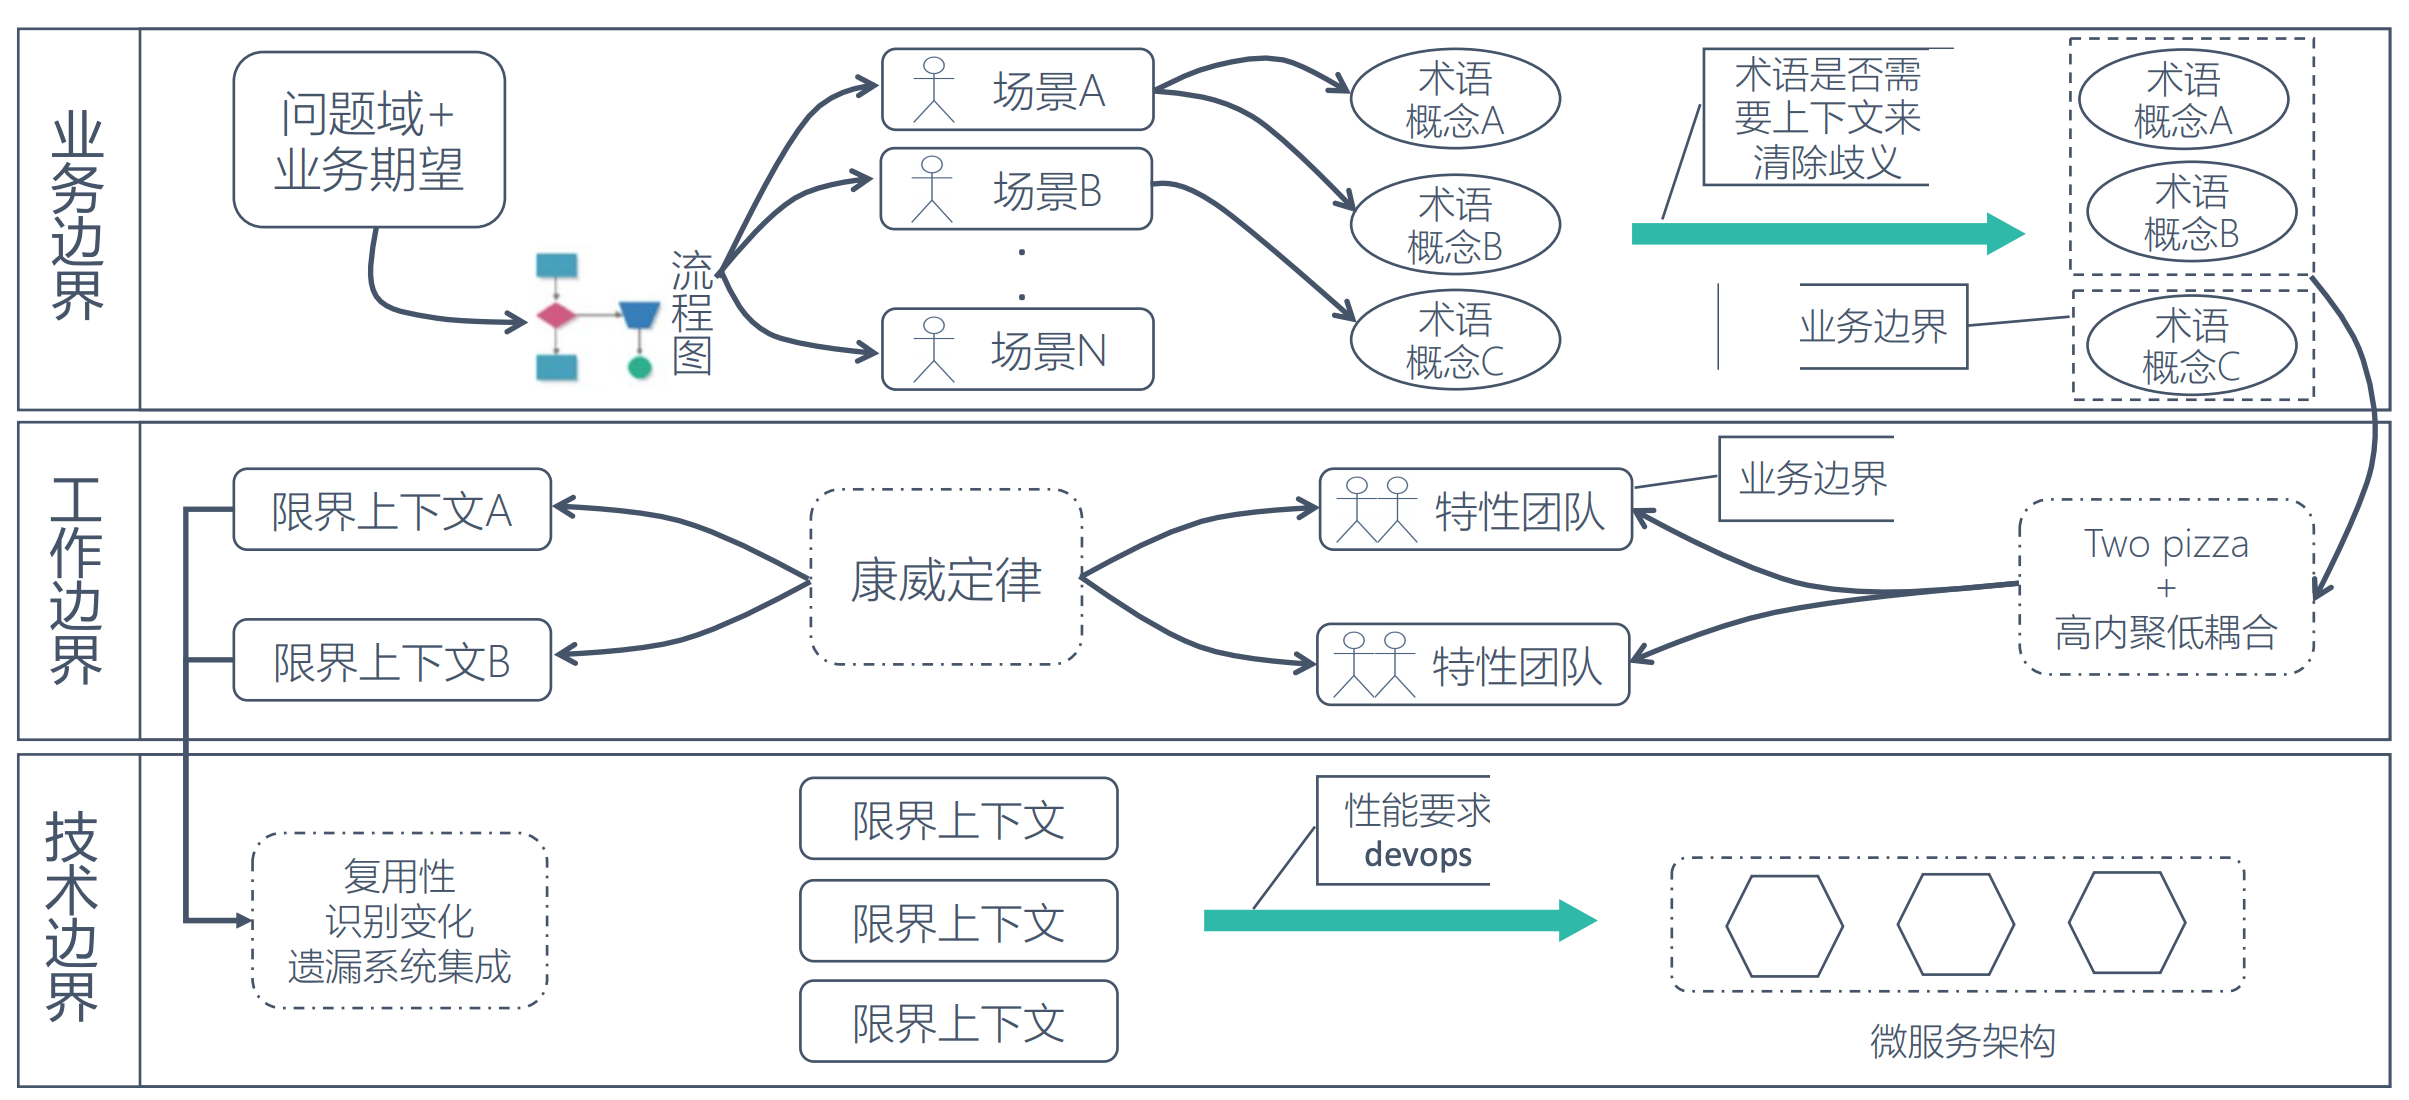 业务边界
问题域+
业务期望
流程图
场景A
场景B
场景N
术语
概念A
术语
概念B
术语
概念C
术语是否需
要上下文来
清除歧义
业务边界
术语
概念A
术语
概念B
术语
概念C
工作边界
限界上下文A
限界上下文B
康威定律
特性团队
特性团队
业务边界
Two pizza
+
高内聚低耦合
技术边界
复用性
识别变化
遗漏系统集成
限界上下文
限界上下文
限界上下文
性能要求
devops
微服务架构